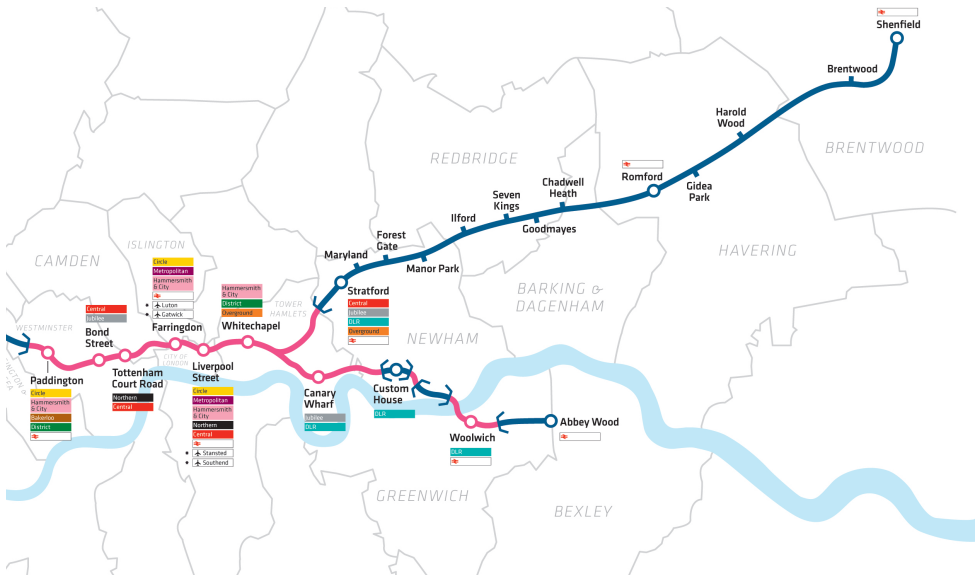 Shenfield
Brentwood
Harold
Wood
BRENTWOOD
REDBRIDGE
Romford
Gidea
Park
Chadwell
Heath
Seven
Kings
Goodmayes
Ilford
Forest
Gate
Manor Park
Maryland
HAVERING
BARKING &
DAGENHAM
ISLINGTON
CAMDEN
Circle
Metropolitan
Hammersmith
& City
Luton
Gatwick
Farringdon
Hammersmith
& City
District
Overground
Whitechapel
TOWER
HAMLETS
Stratford
Central
Jubilee
DLR
Overground
NEWHAM
WESTMINSTER
Central
Jubilee
Bond
Street
CITY OF
LONDON
Paddington
Circle
Hammersmith
& City
Bakerloo
District
Tottenham
Court Road
Northern
Central
Liverpool
Street
Circle
Metropolitan
Hammersmith
& City
Northern
Central
Stansted
Southend
Canary
Wharf
Jubilee
DLR
Custom
House
DLR
Woolwich
DLR
Abbey Wood
GREENWICH
BEXLEY